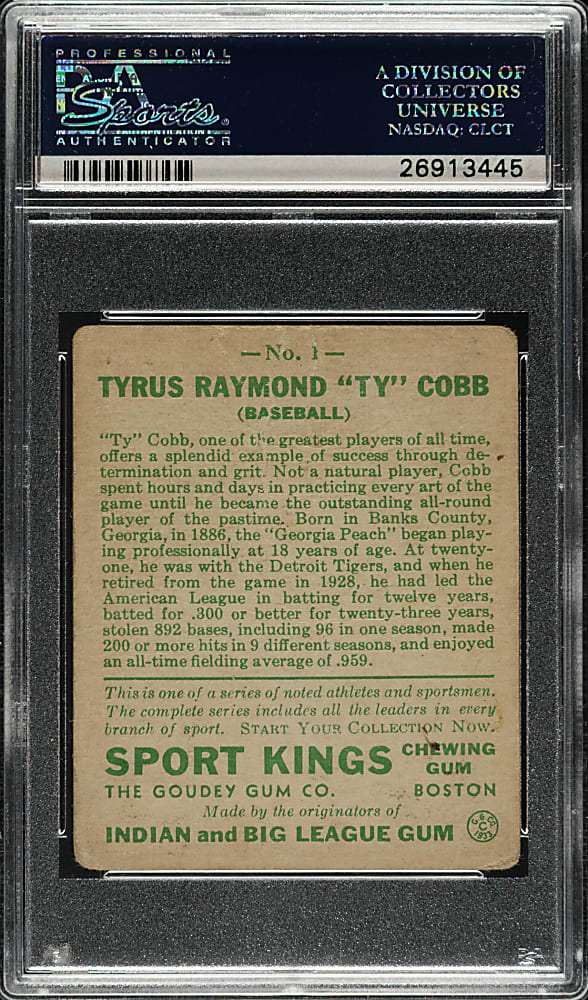 PROFESSIONAL
PSA
Sports®
AUTHENTICATOR
A DIVISION OF
COLLECTORS
UNIVERSE
NASDAQ: CLCT
26913445
—No. 1—
TYRUS RAYMOND "TY" COBB
(BASEBALL)
"Ty" Cobb, one of the greatest players of all time,
offers a splendid example of success through de-
termination and grit. Not a natural player, Cobb
spent hours and days in practicing every art of the
game until he became the outstanding all-round
player of the pastime. Born in Banks County,
Georgia, in 1886, the "Georgia Peach" began play-
ing professionally at 18 years of age. At twenty-
one, he was with the Detroit Tigers, and when he
retired from the game in 1928, he had led the
American League in batting for twelve years,
batted for .300 or better for twenty-three years,
stolen 892 bases, including 96 in one season, made
200 or more hits in 9 different seasons, and enjoyed
an all-time fielding average of .959.
This is one of a series of noted athletes and sportsmen.
The complete series includes all the leaders in every
branch of sport. START YOUR COLLECTION NOW.
SPORT KINGS CHEWING GUM
THE GOUDEY GUM CO. BOSTON
Made by the originators of
INDIAN and BIG LEAGUE GUM
G.G.Co.
C
1933